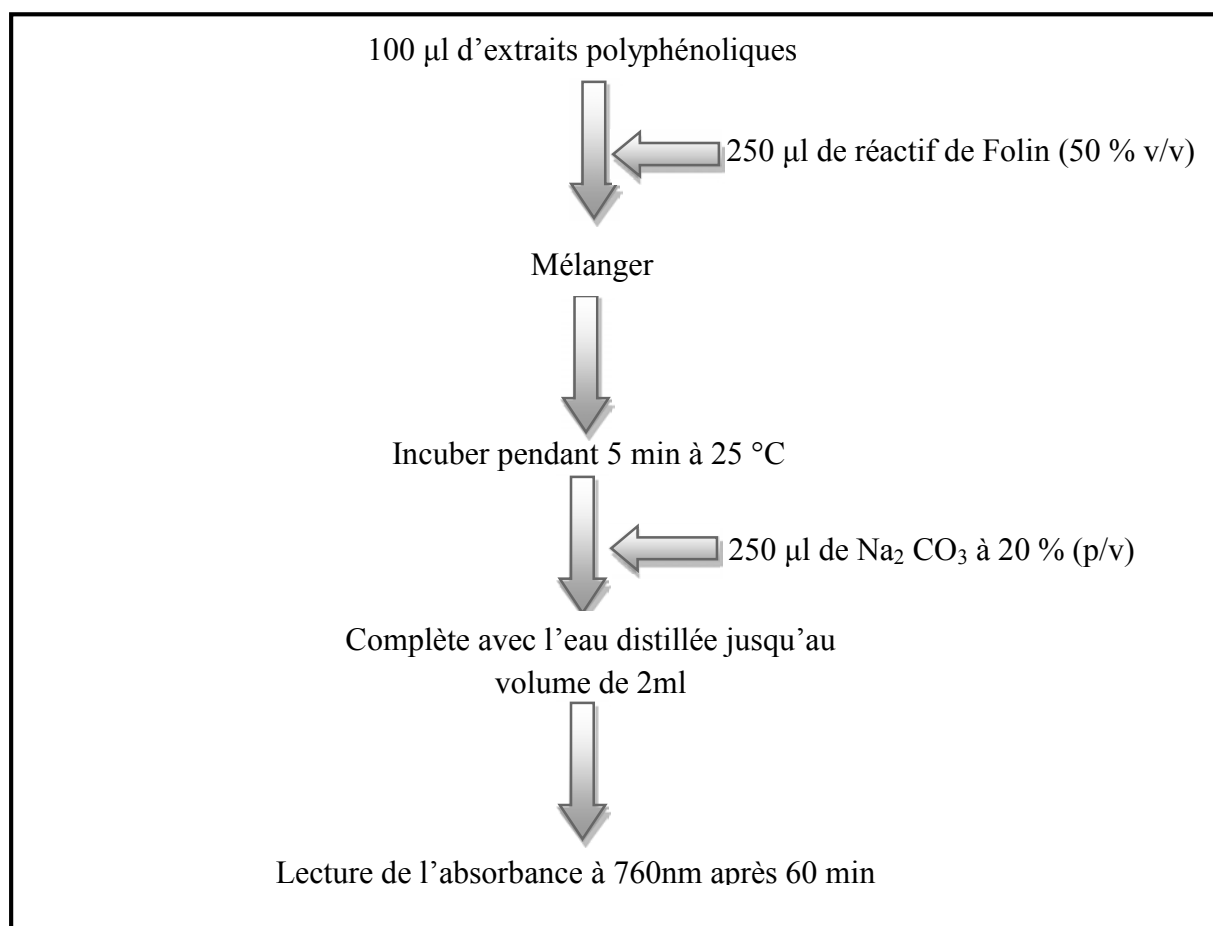 100 µl d’extraits polyphénoliques
250 µl de réactif de Folin (50 % v/v)
Mélanger
Incuber pendant 5 min à 25 °C
250 µl de Na₂ CO₃ à 20 % (p/v)
Complète avec l’eau distillée jusqu’au
volume de 2ml
Lecture de l’absorbance à 760nm après 60 min